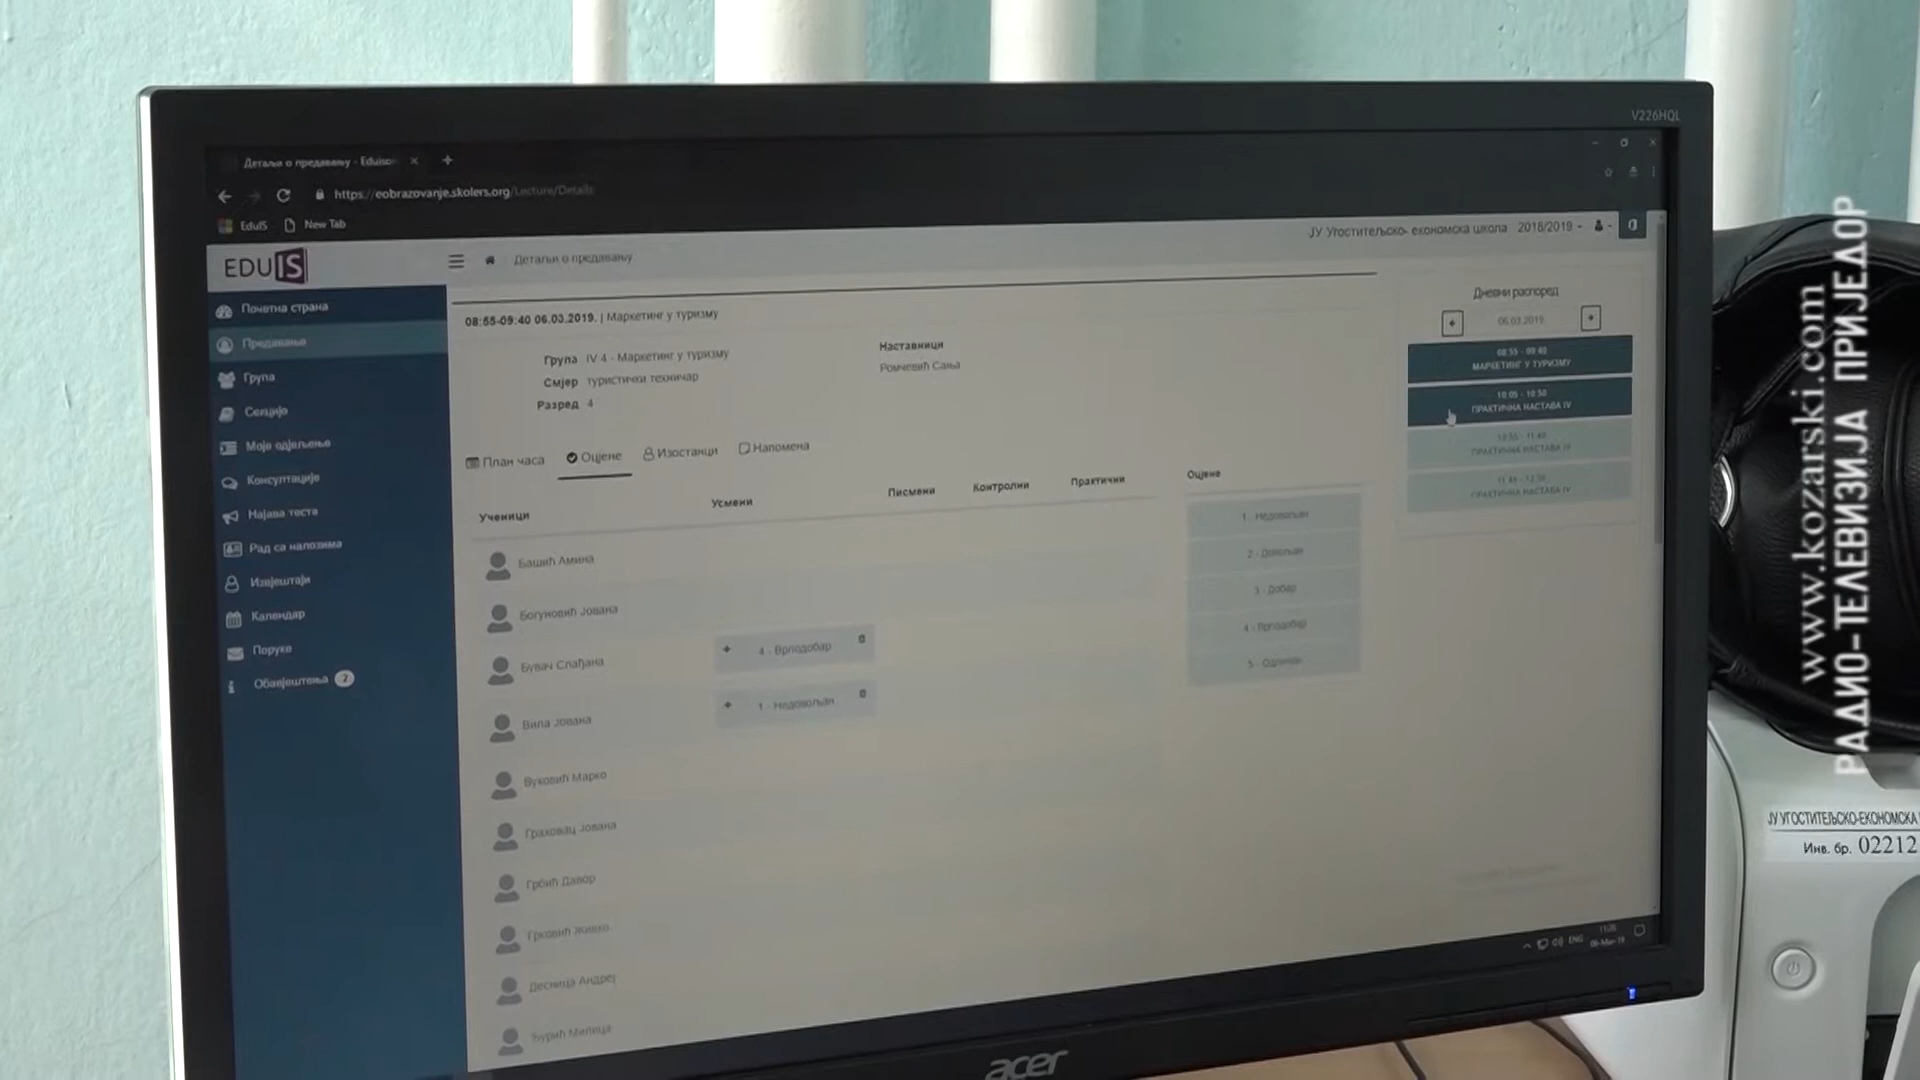 V226HQL
Детаљи о предавању - Eduis
https://eobrazovanje.skolers.org/Lecture/Details
EduIS
New Tab
EDUIS
Детаљи о предавању
ЈУ Угоститељско- економска школа 2018/2019
Почетна страна
Предавање
Група
Секције
Моје одјељење
Консултације
Најава теста
Рад са налозима
Извјештаји
Календар
Поруке
Обавјештења 2
08:55-09:40 06.03.2019. | Маркетинг у туризму
Група IV 4 - Маркетинг у туризму
Смјер туристички техничар
Разред 4
Наставници
Ромчевић Сања
План часа
Оцјене
Изостанци
Напомена
Ученици
Усмени
Писмени
Контролни
Практични
Оцјене
Башић Амина
Богуновић Јована
Бувач Слађана
4 - Врлодобар
Вила Јована
1 - Недовољан
Вуковић Марко
Граховац Јована
Грбић Давор
Грковић Живко
Десница Андреј
Ђурић Милица
1 - Недовољан
2 - Довољан
3 - Добар
4 - Врлодобар
5 - Одличан
Дневни распоред
06.03.2019
08:55 - 09:40
МАРКЕТИНГ У ТУРИЗМУ
10:05 - 10:50
ПРАКТИЧНА НАСТАВА IV
10:55 - 11:40
ПРАКТИЧНА НАСТАВА IV
11:45 - 12:30
ПРАКТИЧНА НАСТАВА IV
ENG
06-Mar-19
acer
www.kozarski.com
РАДИО-ТЕЛЕВИЗИЈА ПРИЈЕДОР
ЈУ УГОСТИТЕЉСКО-ЕКОНОМСКА
Инв. бр. 02212